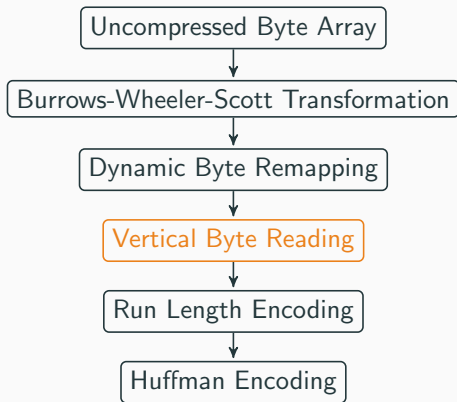 Uncompressed Byte Array
Burrows-Wheeler-Scott Transformation
Dynamic Byte Remapping
Vertical Byte Reading
Run Length Encoding
Huffman Encoding